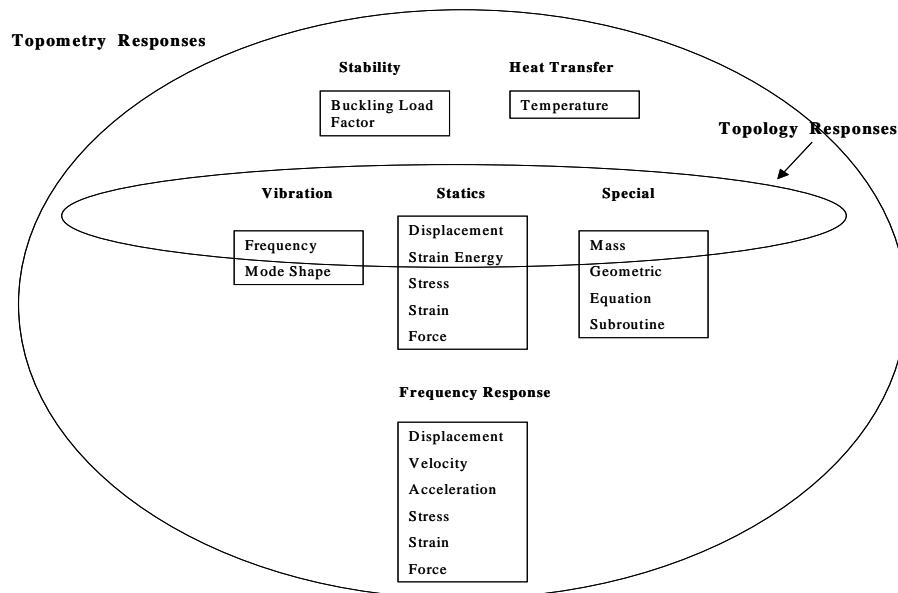 Topometry Responses
Stability
Heat Transfer
Buckling Load
Factor
Temperature
Topology Responses
Vibration
Statics
Special
Frequency
Mode Shape
Displacement
Strain Energy
Stress
Strain
Force
Mass
Geometric
Equation
Subroutine
Frequency Response
Displacement
Velocity
Acceleration
Stress
Strain
Force